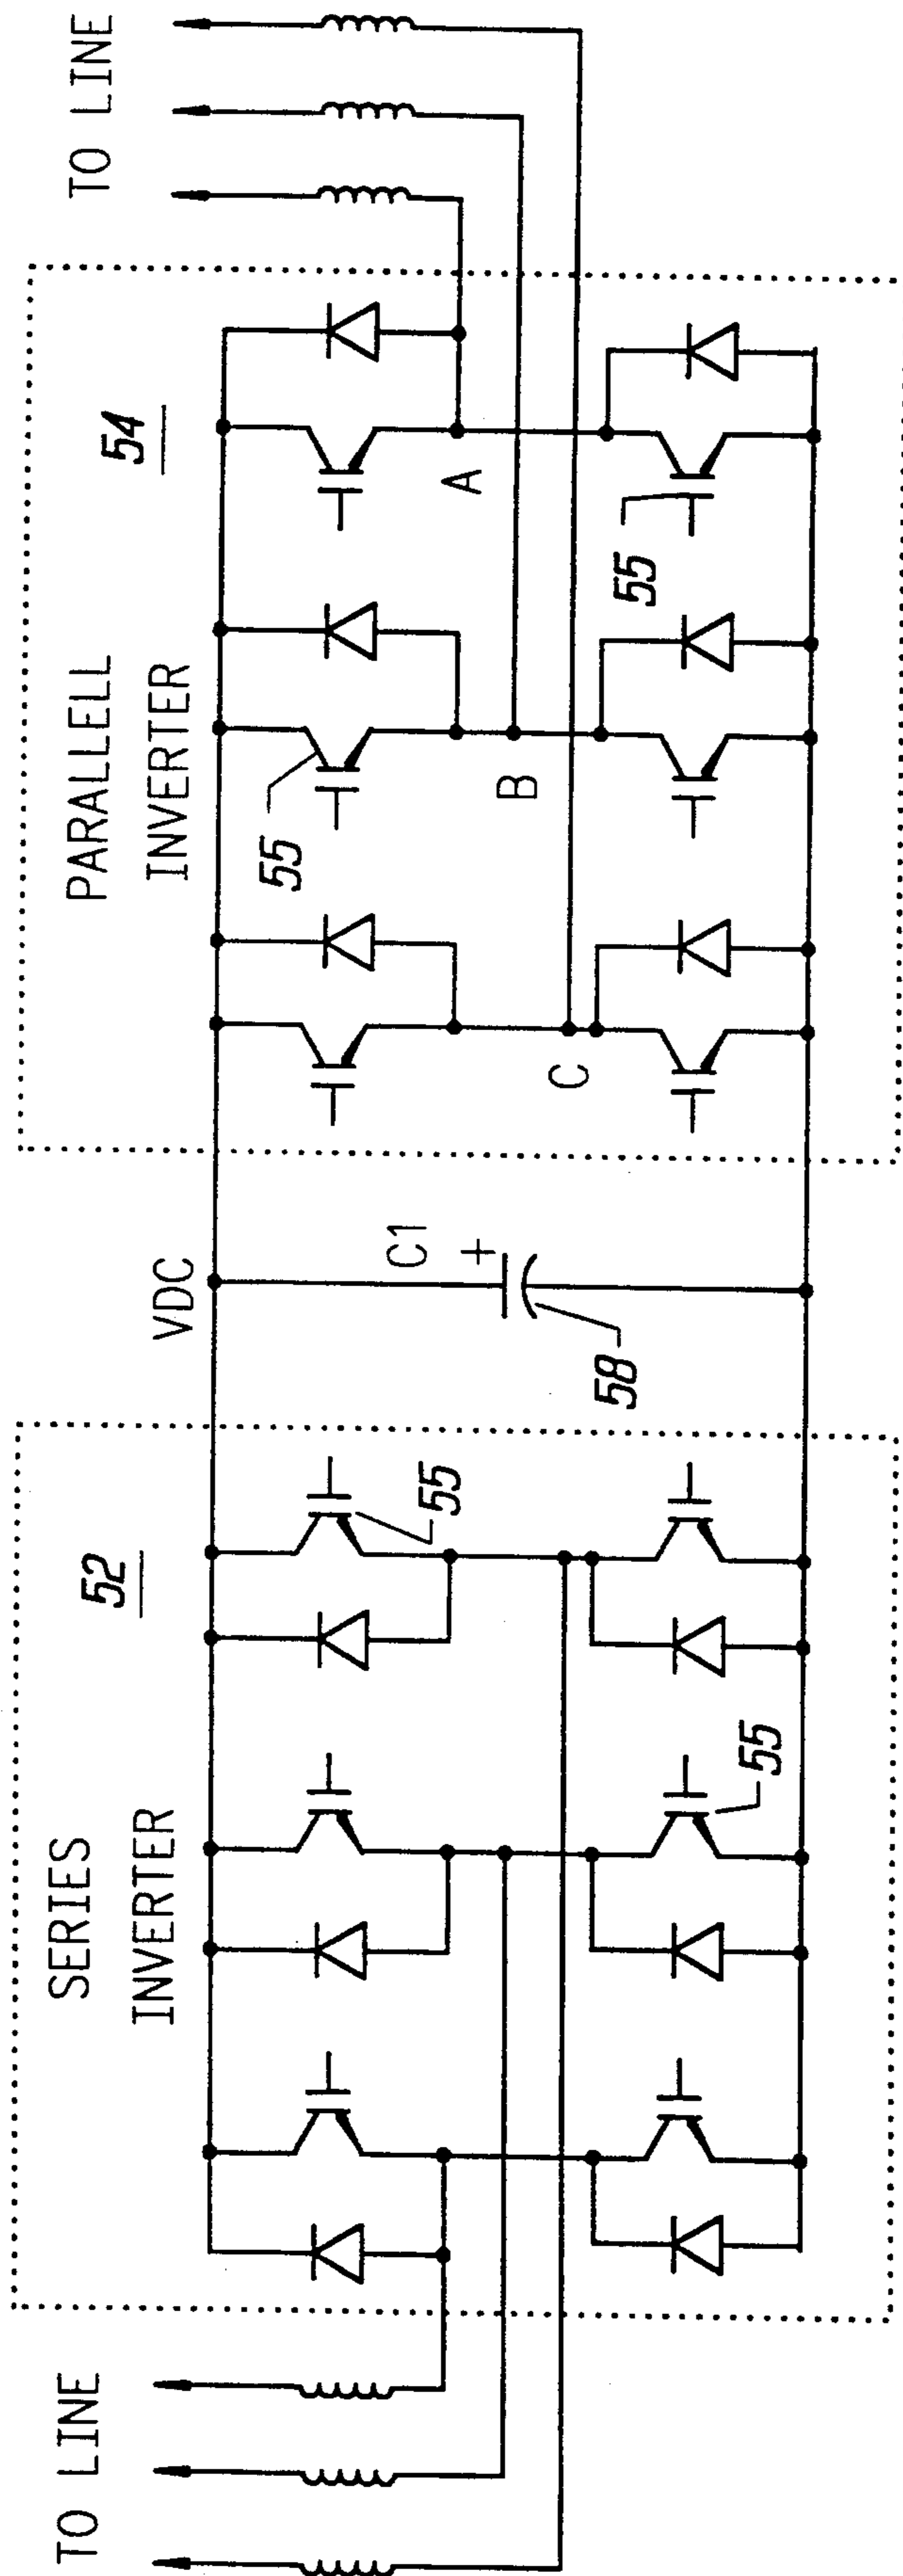 TO LINE
SERIES
INVERTER
52
55
55
VDC
C1
+
58
PARALLELL
INVERTER
54
55
55
A
B
C
TO LINE